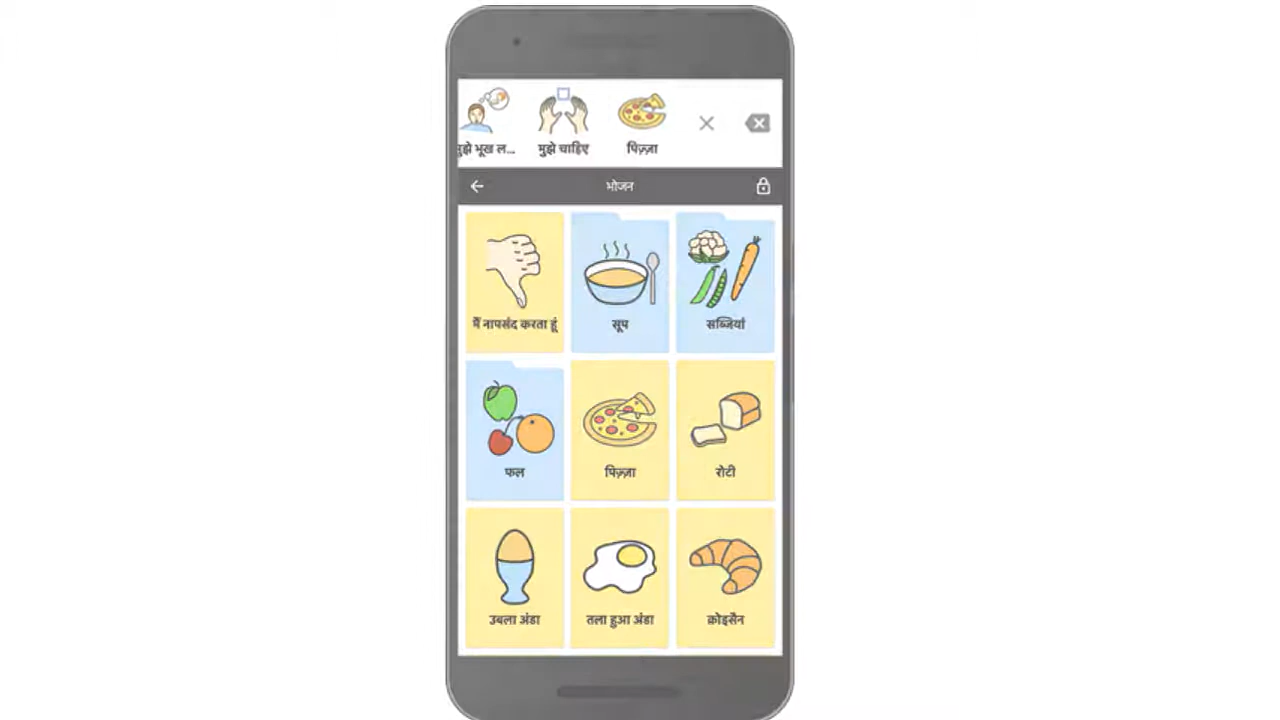 मुझे भूख ल...
मुझे चाहिए
पिज़्ज़ा
भोजन
मैं नापसंद करता हूं
सूप
सब्जियां
फल
पिज़्ज़ा
रोटी
उबला अंडा
तला हुआ अंडा
क्रोइसैन